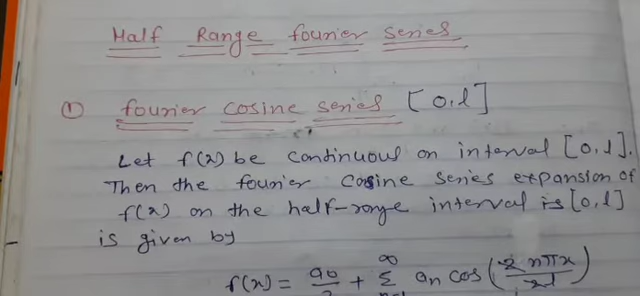 Half Range fourier series
① fourier cosine series [0,l]
Let f(x) be continuous on interval [0,l].
Then the fourier cosine series expansion of
f(x) on the half-range interval is [0,l]
is given by
f(x) = a0/2 + ∞ Σ an cos (2nπx/2l)